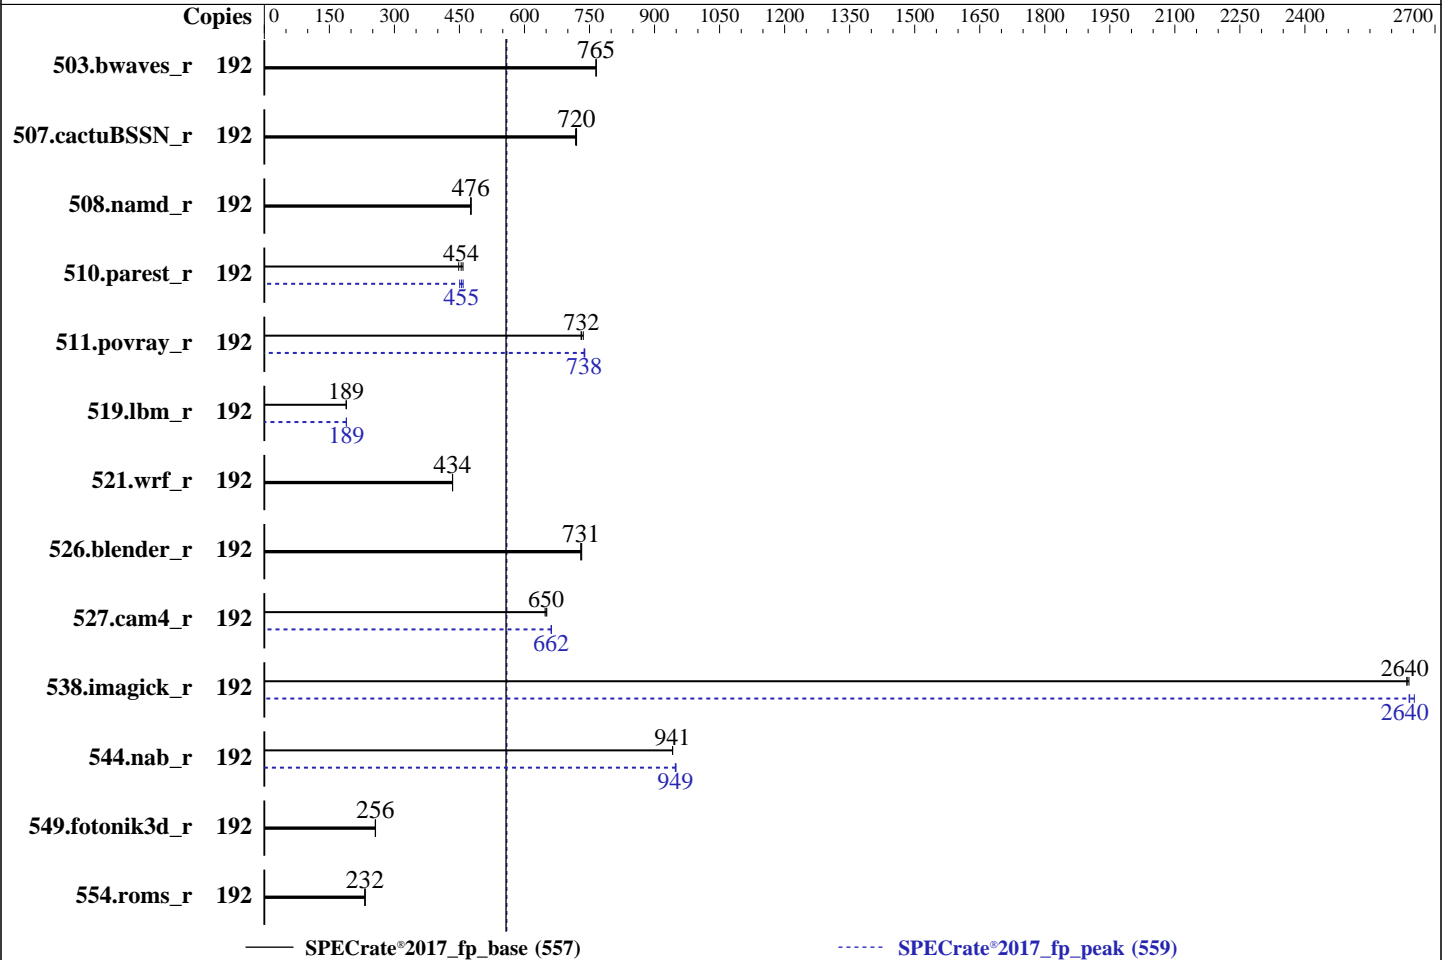 Copies 0 150 300 450 600 750 900 1050 1200 1350 1500 1650 1800 1950 2100 2250 2400 2700
503.bwaves_r 192 765
507.cactuBSSN_r 192 720
508.namd_r 192 476
510.parest_r 192 454
455
511.povray_r 192 732
738
519.lbm_r 192 189
189
521.wrf_r 192 434
526.blender_r 192 731
527.cam4_r 192 650
662
538.imagick_r 192 2640
2640
544.nab_r 192 941
949
549.fotonik3d_r 192 256
554.roms_r 192 232
SPECrate®2017_fp_base (557) SPECrate®2017_fp_peak (559)